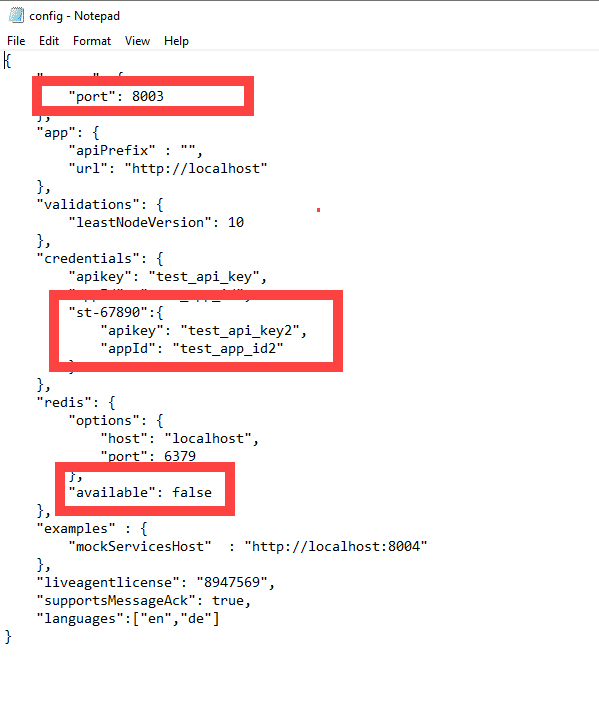 config - Notepad
File Edit Format View Help
{
"port": 8003
},
"app": {
"apiPrefix" : "",
"url": "http://localhost"
},
"validations": {
"leastNodeVersion": 10
},
"credentials": {
"apikey": "test_api_key",
"st-67890":{
"apikey": "test_api_key2",
"appId": "test_app_id2"
}
},
"redis": {
"options": {
"host": "localhost",
"port": 6379
},
"available": false
},
"examples" : {
"mockServicesHost" : "http://localhost:8004"
},
"liveagentlicense": "8947569",
"supportsMessageAck": true,
"languages":["en","de"]
}